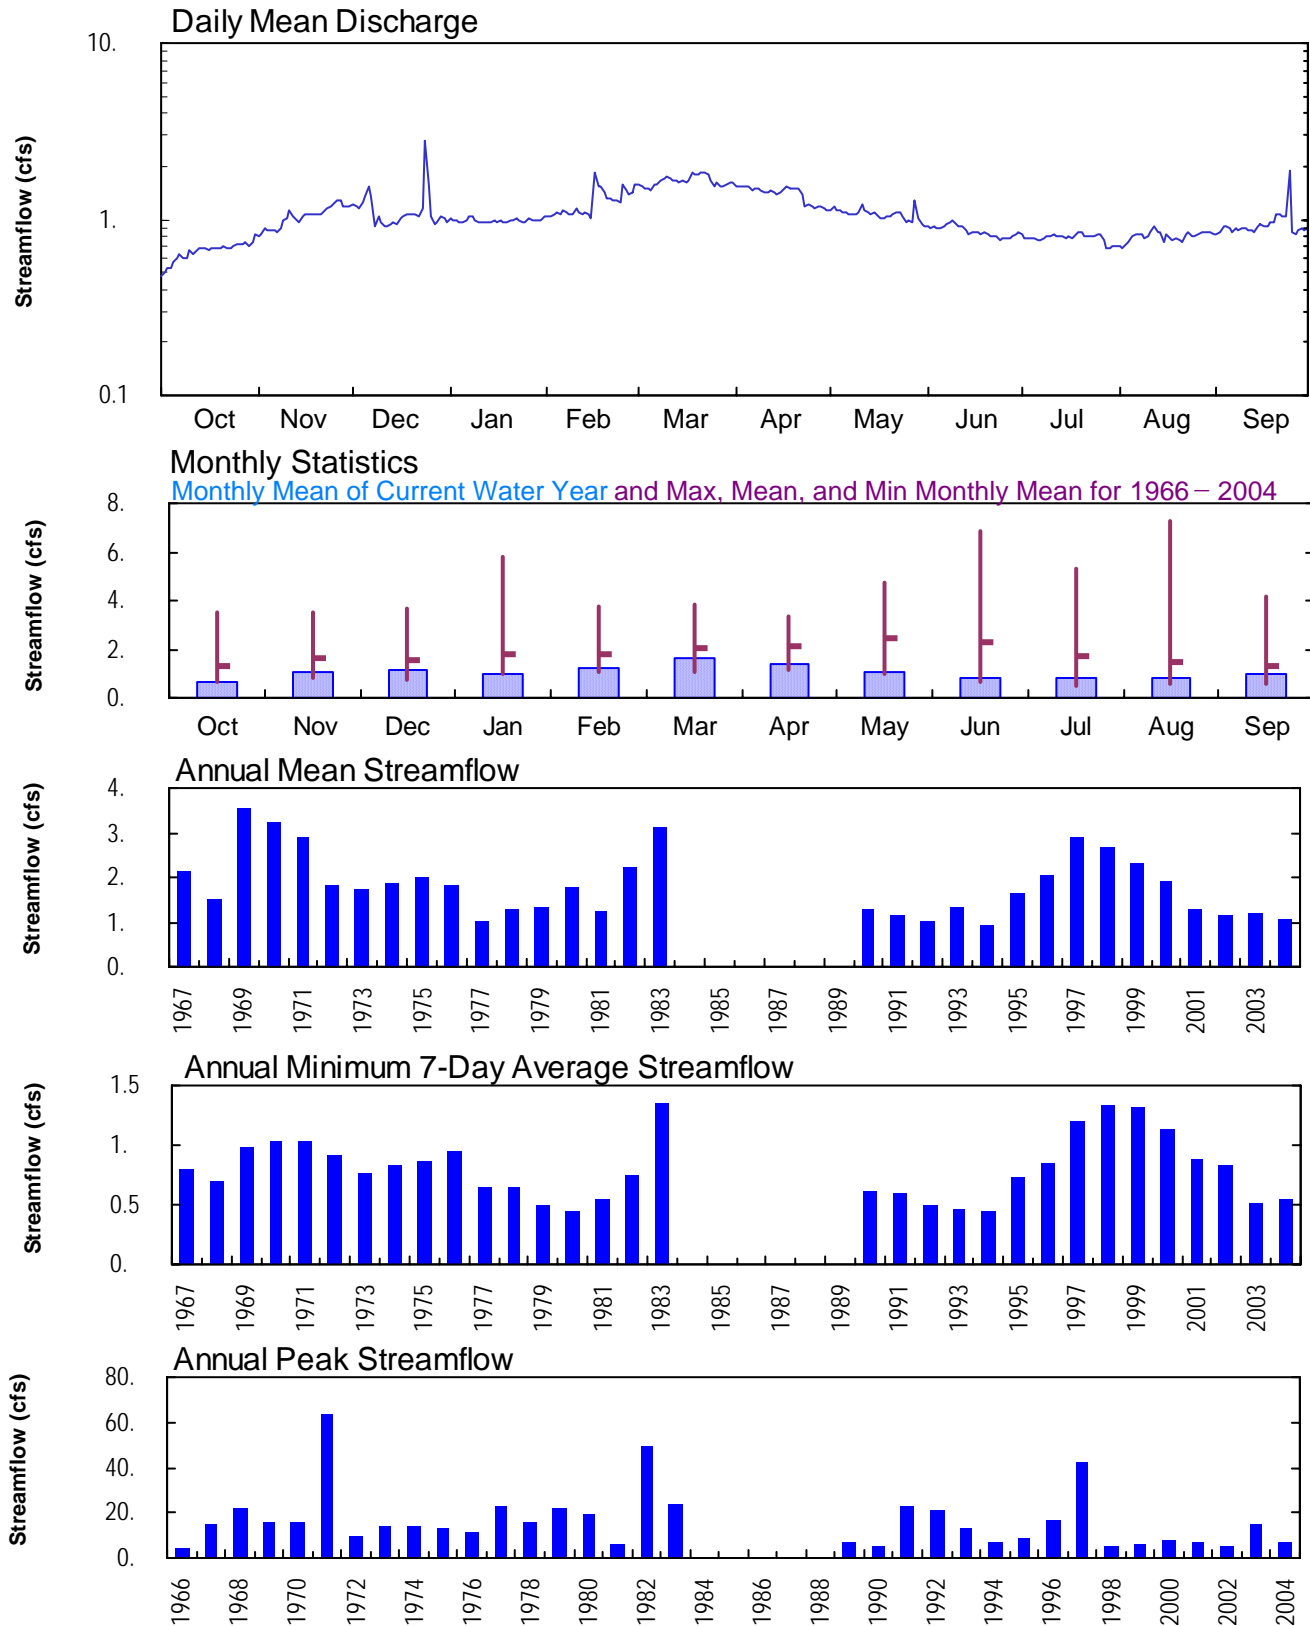 Daily Mean Discharge
10.
1.
0.1
Streamflow (cfs)
Oct Nov Dec Jan Feb Mar Apr May Jun Jul Aug Sep
Monthly Statistics
Monthly Mean of Current Water Year and Max, Mean, and Min Monthly Mean for 1966 – 2004
8.
6.
4.
2.
0.
Streamflow (cfs)
Oct Nov Dec Jan Feb Mar Apr May Jun Jul Aug Sep
Annual Mean Streamflow
4.
3.
2.
1.
0.
Streamflow (cfs)
1967 1969 1971 1973 1975 1977 1979 1981 1983 1985 1987 1989 1991 1993 1995 1997 1999 2001 2003
Annual Minimum 7-Day Average Streamflow
1.5
1.
0.5
0.
Streamflow (cfs)
1967 1969 1971 1973 1975 1977 1979 1981 1983 1985 1987 1989 1991 1993 1995 1997 1999 2001 2003
Annual Peak Streamflow
80.
60.
40.
20.
0.
Streamflow (cfs)
1966 1968 1970 1972 1974 1976 1978 1980 1982 1984 1986 1988 1990 1992 1994 1996 1998 2000 2002 2004